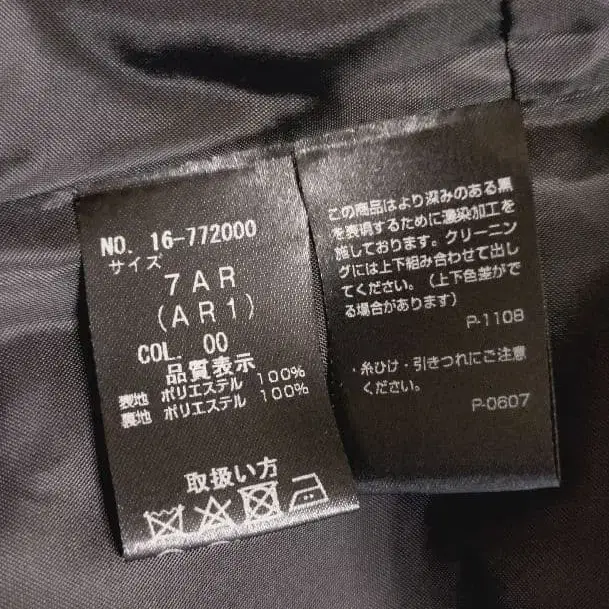 NO. 16-772000
サイズ
7AR
(AR1)
COL. 00
品質表示
表地 ポリエステル 100%
裏地 ポリエステル 100%
取扱い方
この商品はより深みのある黒
を表現するために濃染加工を
施しております。クリーニン
グには上下組み合わせて出し
てください。(上下色差がで
る場合があります)
P-1108
・糸ひけ・引きつれにご注意
ください。
P-0607